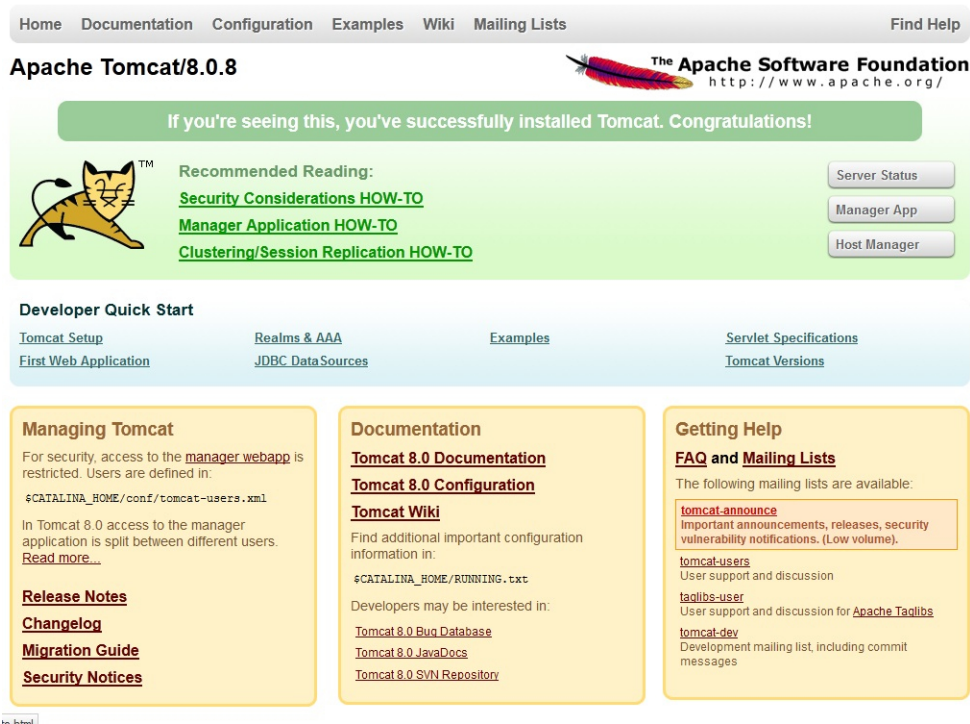 Home Documentation Configuration Examples Wiki Mailing Lists Find Help
Apache Tomcat/8.0.8
The Apache Software Foundation
http://www.apache.org/
If you're seeing this, you've successfully installed Tomcat. Congratulations!
TM
Recommended Reading:
Security Considerations HOW-TO
Manager Application HOW-TO
Clustering/Session Replication HOW-TO
Server Status
Manager App
Host Manager
Developer Quick Start
Tomcat Setup
First Web Application
Realms & AAA
JDBC DataSources
Examples
Servlet Specifications
Tomcat Versions
Managing Tomcat
For security, access to the manager webapp is
restricted. Users are defined in:
$CATALINA_HOME/conf/tomcat-users.xml
In Tomcat 8.0 access to the manager
application is split between different users.
Read more...
Release Notes
Changelog
Migration Guide
Security Notices
Documentation
Tomcat 8.0 Documentation
Tomcat 8.0 Configuration
Tomcat Wiki
Find additional important configuration
information in:
$CATALINA_HOME/RUNNING.txt
Developers may be interested in:
Tomcat 8.0 Bug Database
Tomcat 8.0 JavaDocs
Tomcat 8.0 SVN Repository
Getting Help
FAQ and Mailing Lists
The following mailing lists are available:
tomcat-announce
Important announcements, releases, security
vulnerability notifications. (Low volume).
tomcat-users
User support and discussion
taglibs-user
User support and discussion for Apache Taglibs
tomcat-dev
Development mailing list, including commit
messages